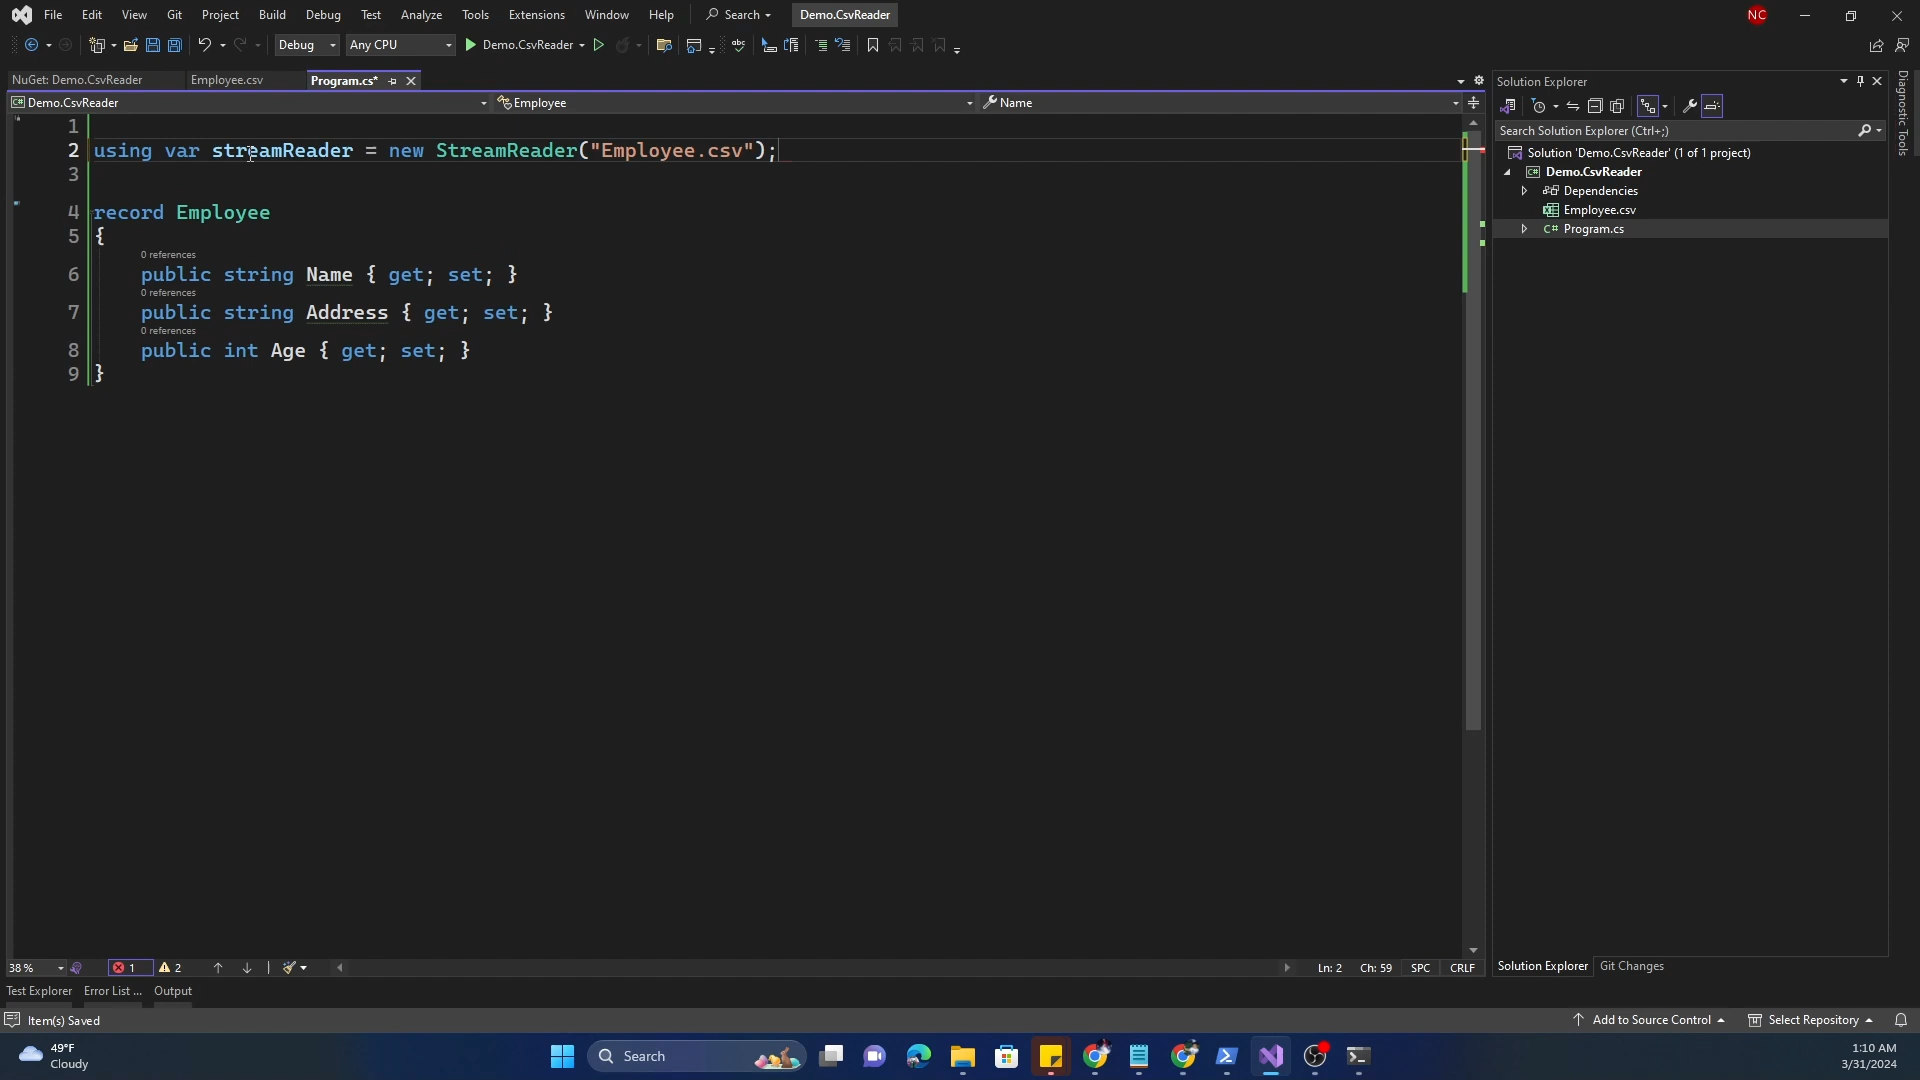 File Edit View Git Project Build Debug Test Analyze Tools Extensions Window Help Search Demo.CsvReader NC
Debug Any CPU Demo.CsvReader
NuGet: Demo.CsvReader Employee.csv Program.cs*
Demo.CsvReader Employee Name
1
2 using var streamReader = new StreamReader("Employee.csv");
3
4 record Employee
5 {
0 references
6 public string Name { get; set; }
0 references
7 public string Address { get; set; }
0 references
8 public int Age { get; set; }
9 }
38 % 1 2 Ln: 2 Ch: 59 SPC CRLF
Solution Explorer
Search Solution Explorer (Ctrl+;)
Solution 'Demo.CsvReader' (1 of 1 project)
Demo.CsvReader
Dependencies
Employee.csv
C# Program.cs
Solution Explorer Git Changes
Diagnostic Tools
Test Explorer Error List ... Output
Item(s) Saved Add to Source Control Select Repository
49°F
Cloudy
Search
1:10 AM
3/31/2024